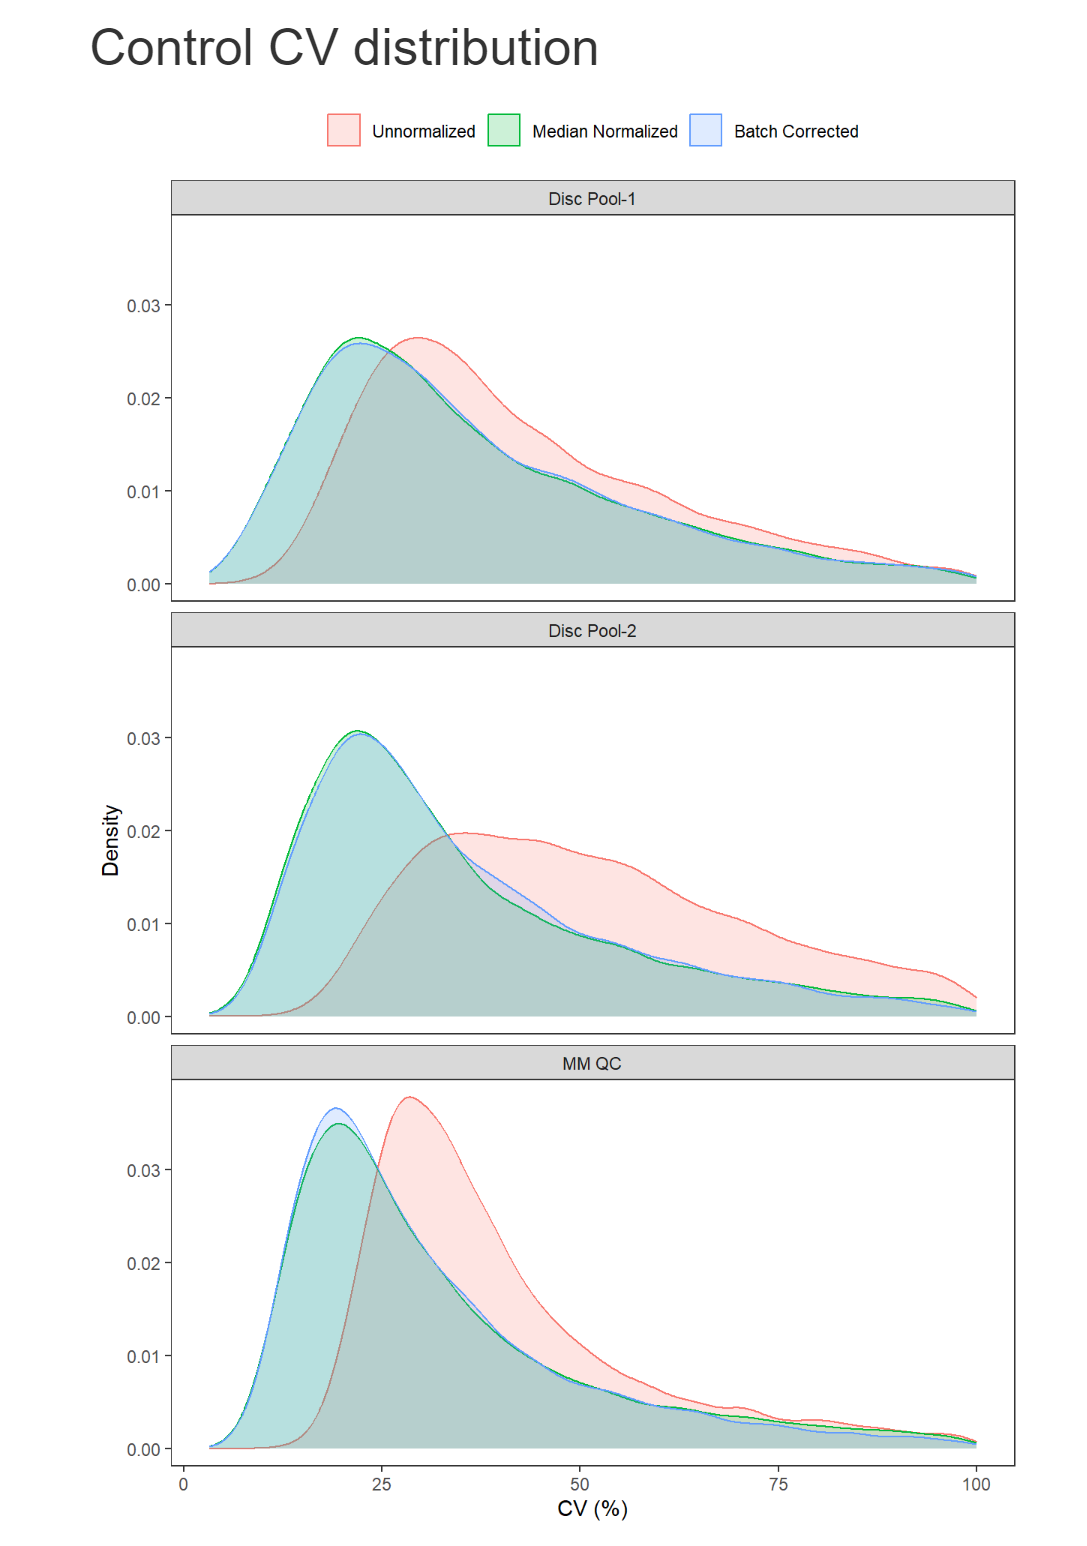 Control CV distribution
Unnormalized Median Normalized Batch Corrected
Disc Pool-1
0.03
0.02
0.01
0.00
Disc Pool-2
0.03
0.02
0.01
0.00
Density
MM QC
0.03
0.02
0.01
0.00
0 25 50 75 100
CV (%)